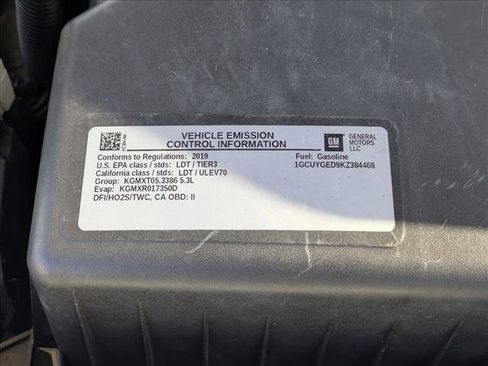 VEHICLE EMISSION
CONTROL INFORMATION
GM
GENERAL
MOTORS
LLC
Conforms to Regulations: 2019
Fuel: Gasoline
U.S. EPA class / stds: LDT / TIER3
1GCUYGED9KZ384468
California class / stds: LDT / ULEV70
Group: KGMXT05.3386 5.3L
Evap: KGMXR017350D
DFI/HO2S/TWC, CA OBD: II